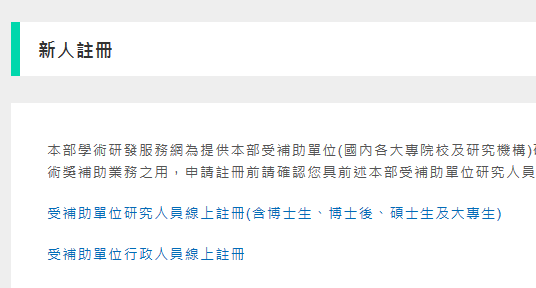 新人註冊
本部學術研發服務網為提供本部受補助單位(國內各大專院校及研究機構)
術獎補助業務之用，申請註冊前請確認您具前述本部受補助單位研究人員
受補助單位研究人員線上註冊(含博士生、博士後、碩士生及大專生)
受補助單位行政人員線上註冊